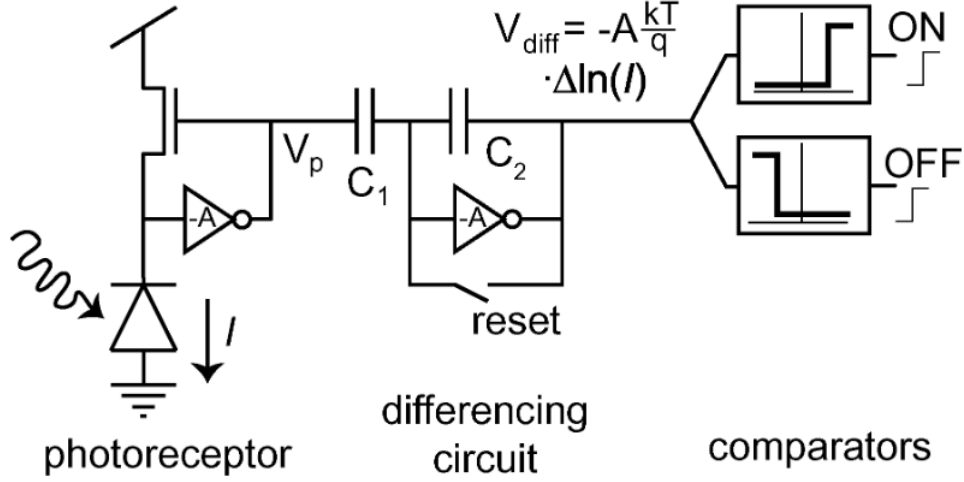 V_diff = -A kT/q
·Δln(I)
ON
OFF
V_p
C_1
C_2
-A
-A
reset
I
photoreceptor
differencing
circuit
comparators